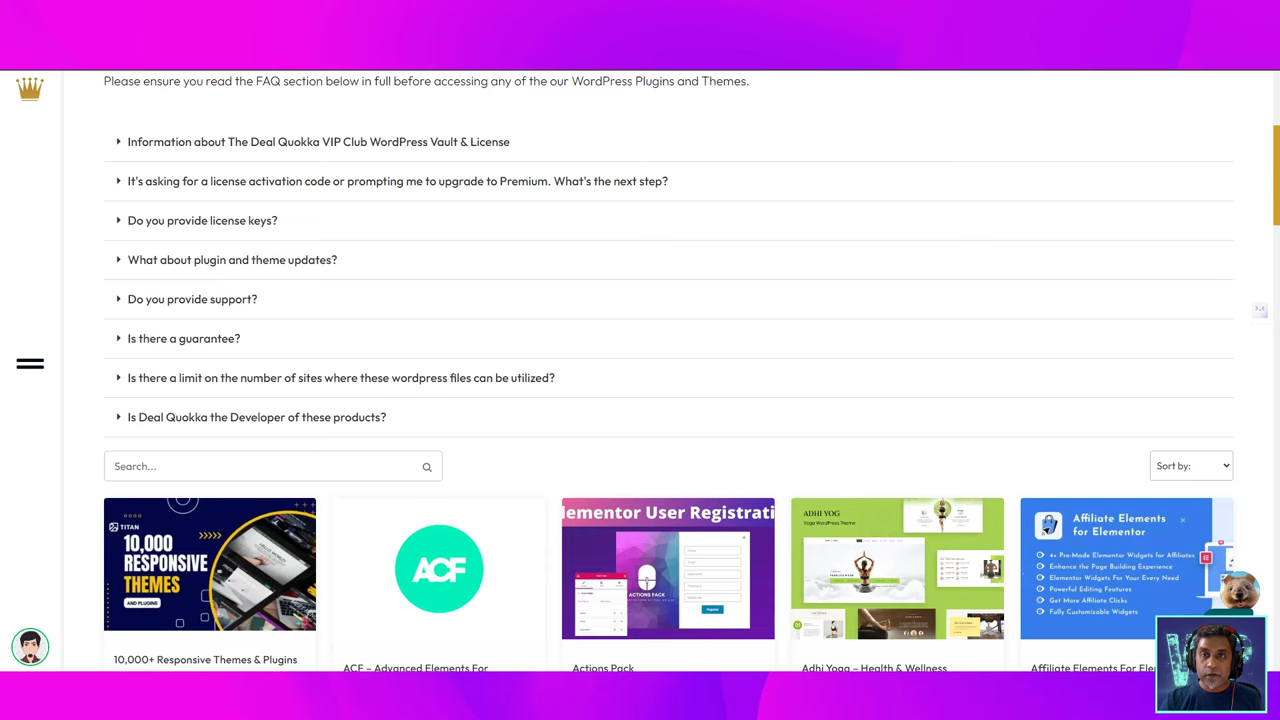 Please ensure you read the FAQ section below in full before accessing any of the our WordPress Plugins and Themes.
Information about The Deal Quokka VIP Club WordPress Vault & License
It's asking for a license activation code or prompting me to upgrade to Premium. What's the next step?
Do you provide license keys?
What about plugin and theme updates?
Do you provide support?
Is there a guarantee?
Is there a limit on the number of sites where these wordpress files can be utilized?
Is Deal Quokka the Developer of these products?
Search...
Sort by:
TITAN
10,000
RESPONSIVE
THEMES
AND PLUGINS
10,000+ Responsive Themes & Plugins
ACF
ACF – Advanced Elements For
lementor User Registrati
ACTIONS PACK
Register
Actions Pack
ADHI YOG
Yoga WordPress Theme
Adhi Yoga – Health & Wellness
Affiliate Elements
for Elementor
4+ Pre-Made Elementor Widgets for Affiliates
Enhance the Page Building Experience
Elementor Widgets For Your Every Need
Powerful Editing Features
Get More Affiliate Clicks
Fully Customizable Widgets
Affiliate Elements For Ele